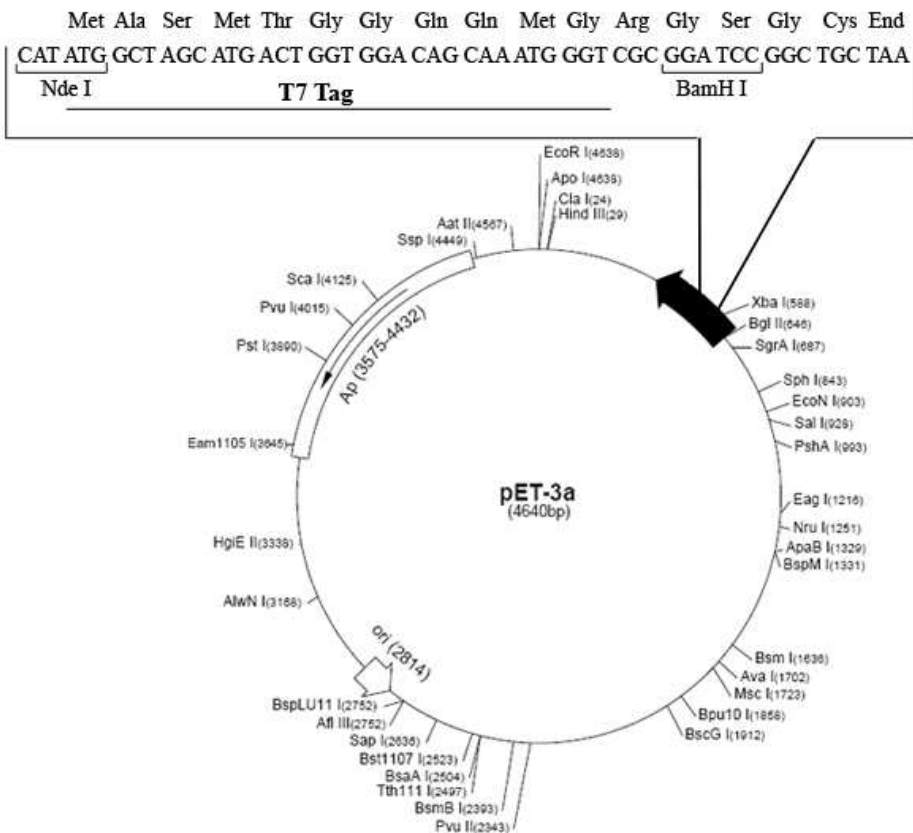 Met Ala Ser Met Thr Gly Gly Gln Gln Met Gly Arg Gly Ser Gly Cys End
CAT ATG GCT AGC ATG ACT GGT GGA CAG CAA ATG GGT CGC GGA TCC GGC TGC TAA
Nde I
T7 Tag
BamH I
EcoR I(4638)
Apo I(4638)
Cla I(24)
Hind III(29)
Aat II(4567)
Ssp I(4449)
Sca I(4125)
Pvu I(4015)
Pst I(3890)
Ap (3575-4432)
Xba I(588)
Bgl II(646)
SgrA I(687)
Sph I(843)
EcoN I(903)
Sal I(928)
PshA I(993)
Eam1105 I(3645)
pET-3a
(4640bp)
Eag I(1216)
Nru I(1251)
ApaB I(1329)
BspM I(1331)
HgiE II(3338)
AlwN I(3168)
ori (2814)
Bsm I(1636)
Ava I(1702)
Msc I(1723)
Bpu10 I(1858)
BscG I(1912)
BspLU11 I(2752)
Afl III(2752)
Sap I(2636)
Bst1107 I(2523)
BsaA I(2504)
Tth111 I(2497)
BsmB I(2393)
Pvu II(2343)